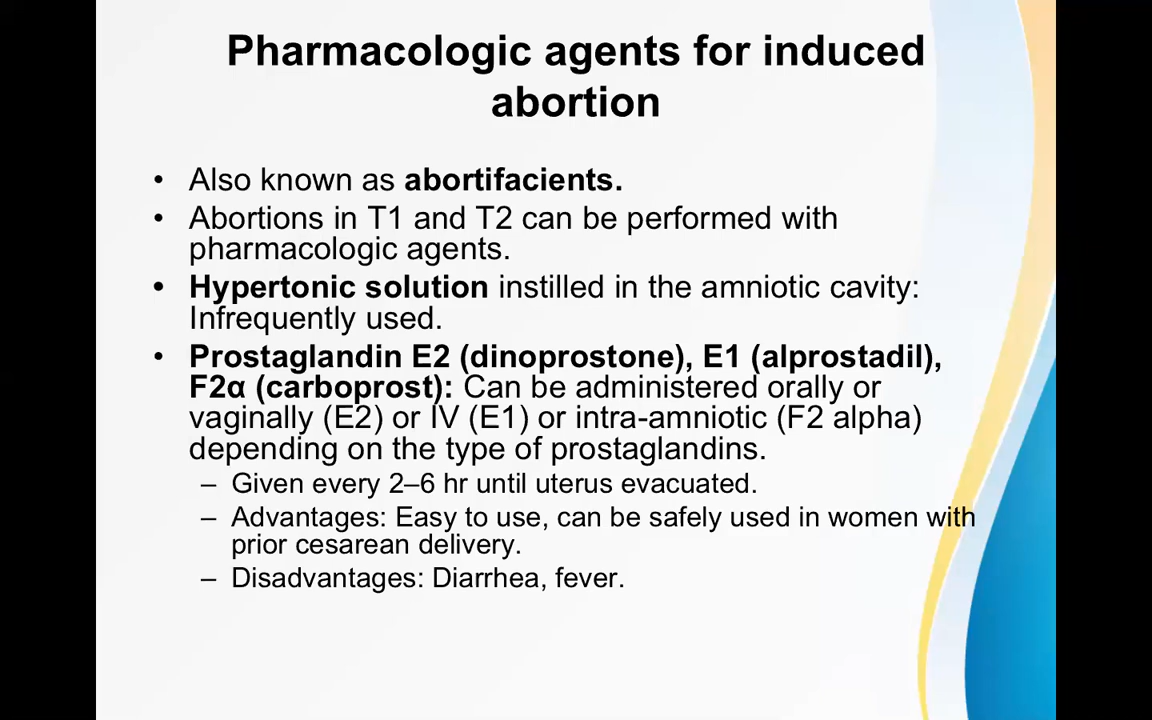 Pharmacologic agents for induced
abortion
• Also known as abortifacients.
• Abortions in T1 and T2 can be performed with
pharmacologic agents.
• Hypertonic solution instilled in the amniotic cavity:
Infrequently used.
• Prostaglandin E2 (dinoprostone), E1 (alprostadil),
F2α (carboprost): Can be administered orally or
vaginally (E2) or IV (E1) or intra-amniotic (F2 alpha)
depending on the type of prostaglandins.
– Given every 2–6 hr until uterus evacuated.
– Advantages: Easy to use, can be safely used in women with
prior cesarean delivery.
– Disadvantages: Diarrhea, fever.